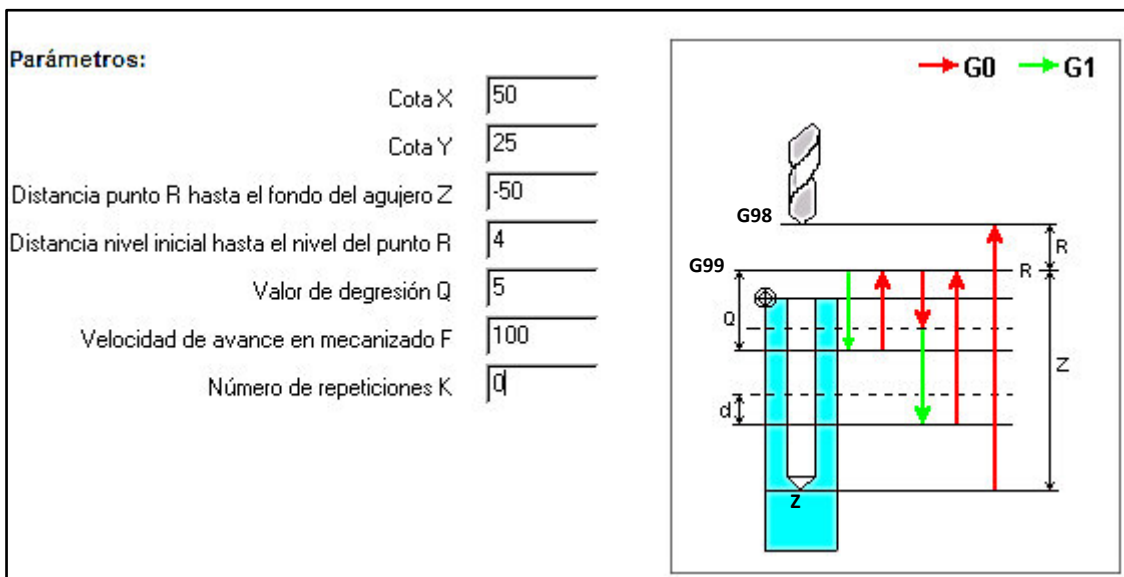 Parámetros:
Cota X 50
Cota Y 25
Distancia punto R hasta el fondo del agujero Z -50
Distancia nivel inicial hasta el nivel del punto R 4
Valor de degresión Q 5
Velocidad de avance en mecanizado F 100
Número de repeticiones K 0
G0 G1
G98
R
G99
R
Q
Z
d
Z